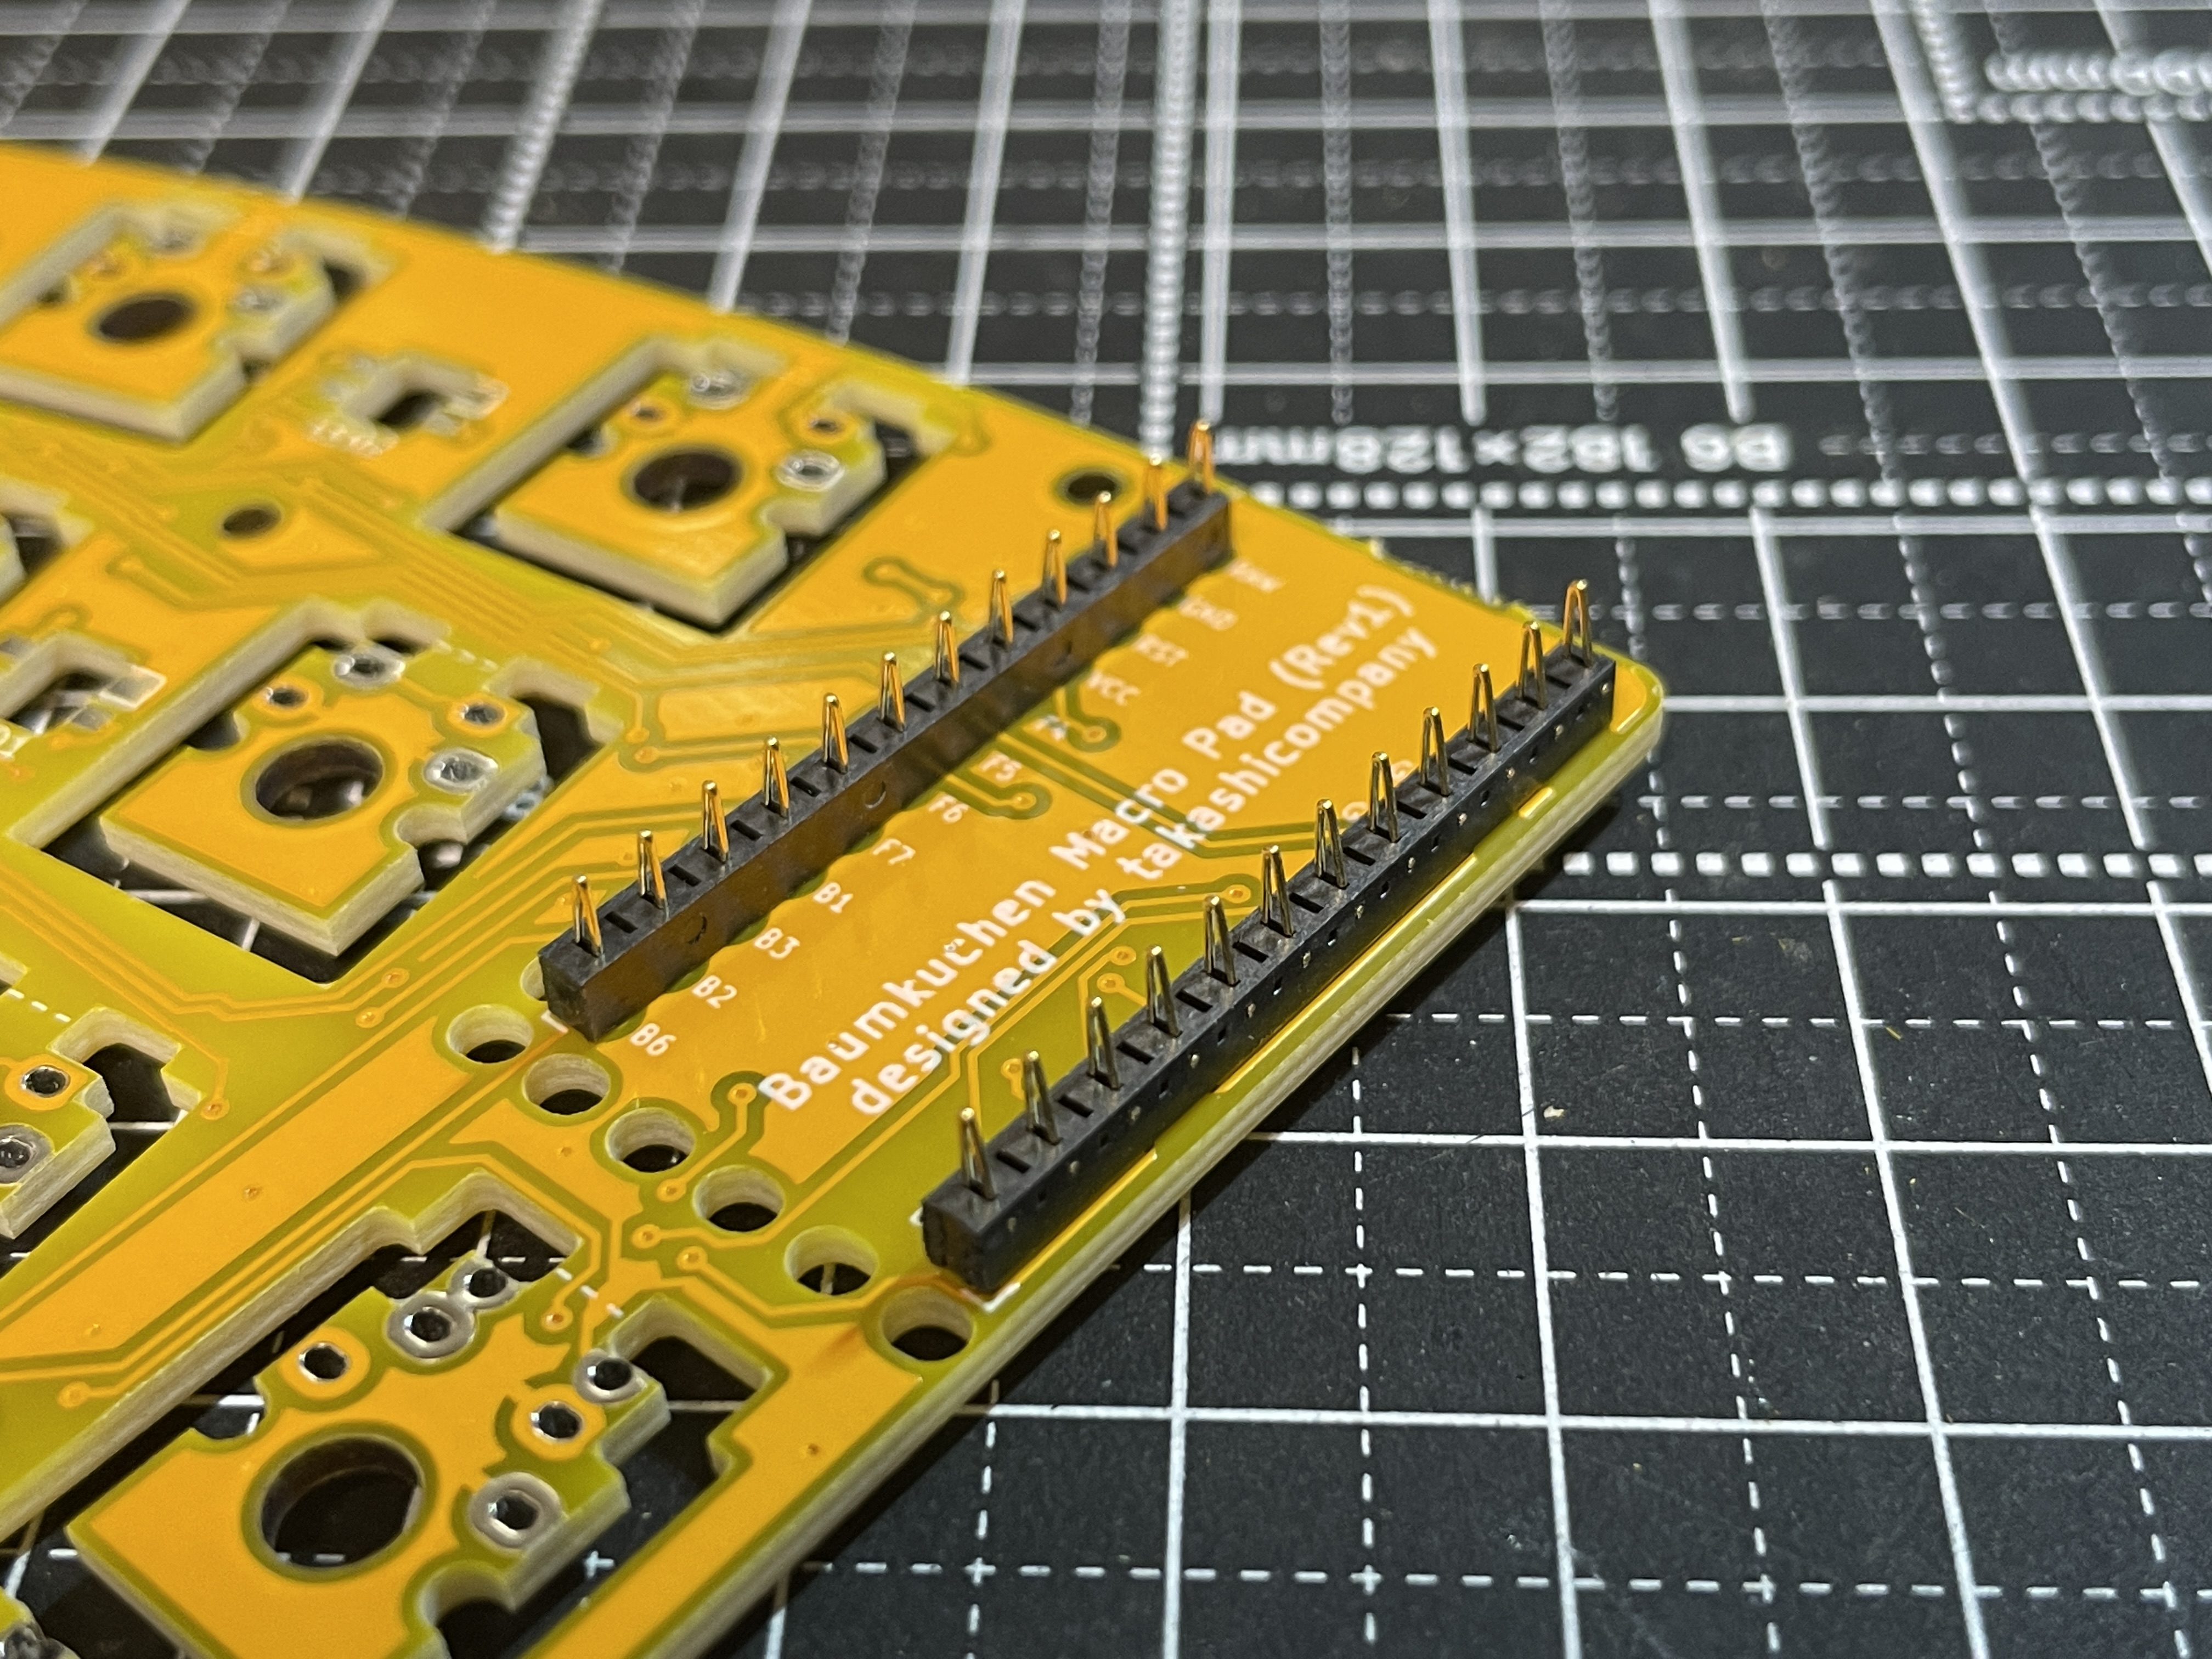 Baumkuchen Macro Pad (Rev1)
designed by takashicompany
GND
RST
VCC
F5
F6
F7
B1
B3
B2
B6
B6 182×128mm